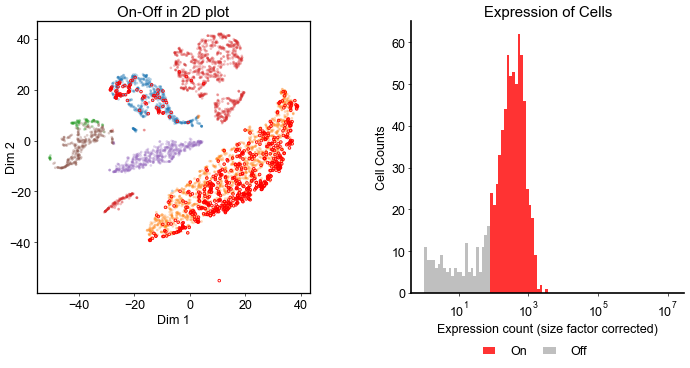 On-Off in 2D plot
Dim 2
40
20
0
−20
−40
−40 −20 0 20 40
Dim 1
Expression of Cells
Cell Counts
60
50
40
30
20
10
0
10^1 10^3 10^5 10^7
Expression count (size factor corrected)
On Off